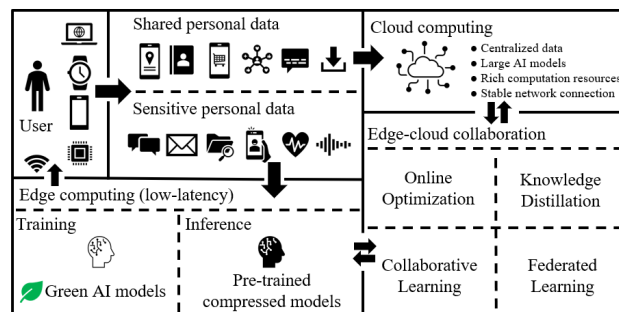 Shared personal data
Cloud computing
• Centralized data
• Large AI models
• Rich computation resources
• Stable network connection
User
Sensitive personal data
Edge-cloud collaboration
Online
Optimization
Knowledge
Distillation
Collaborative
Learning
Federated
Learning
Edge computing (low-latency)
Training
Green AI models
Inference
Pre-trained
compressed models